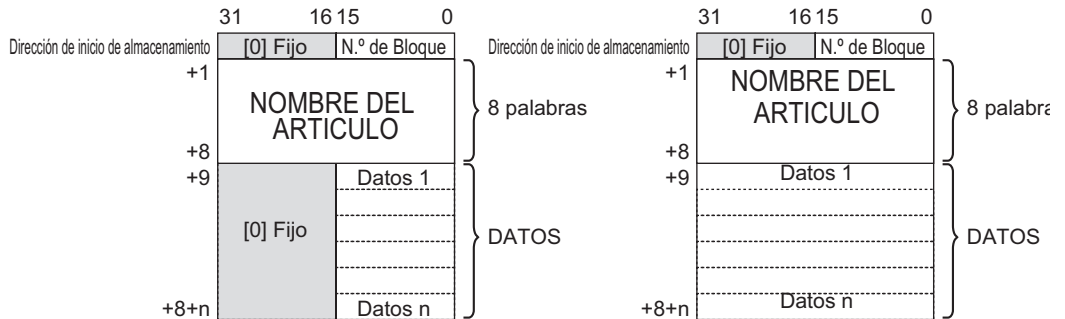 31 16 15 0
Dirección de inicio de almacenamiento [0] Fijo N.º de Bloque
+1
NOMBRE DEL
ARTICULO
8 palabras
+8
+9
Datos 1
[0] Fijo
DATOS
+8+n
Datos n
31 16 15 0
Dirección de inicio de almacenamiento [0] Fijo N.º de Bloque
+1
NOMBRE DEL
ARTICULO
8 palabra
+8
+9
Datos 1
DATOS
+8+n
Datos n